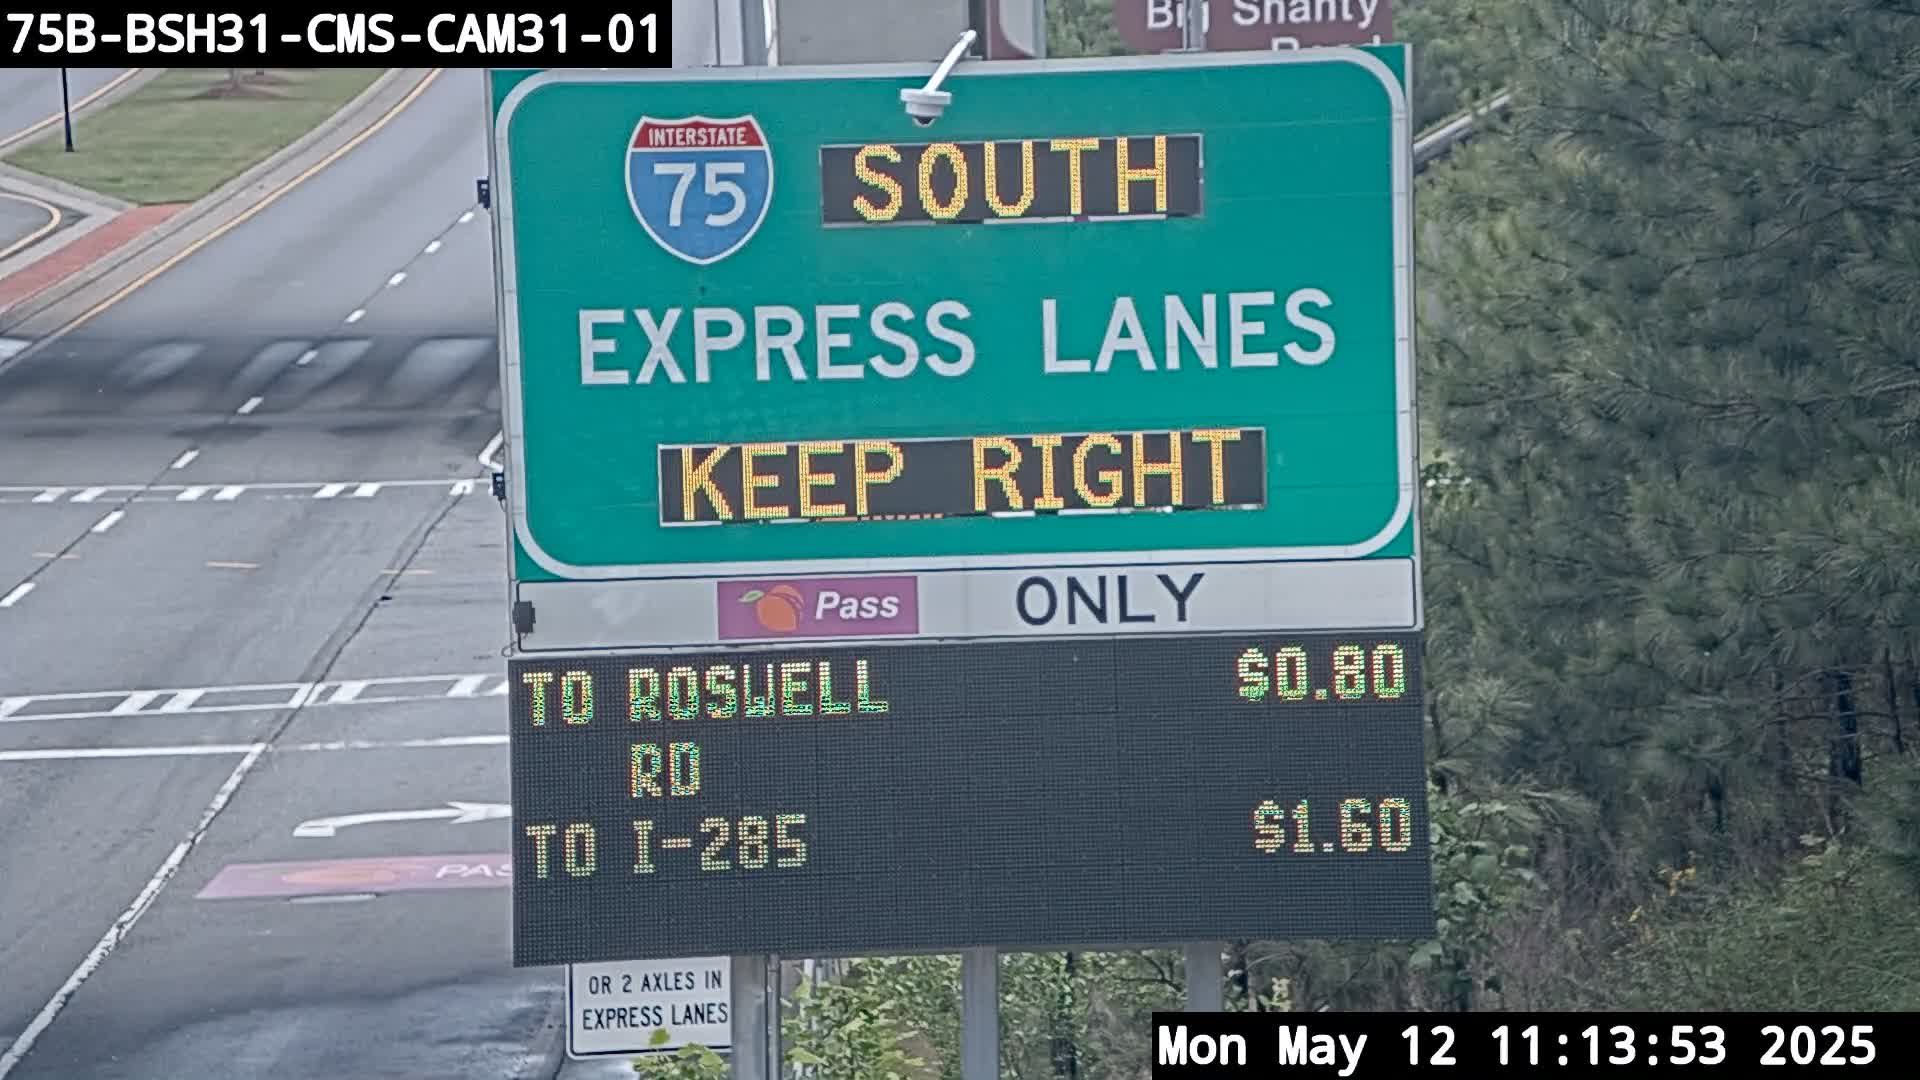 75B-BSH31-CMS-CAM31-01
Big Shanty
Road
INTERSTATE
75
SOUTH
EXPRESS LANES
KEEP RIGHT
Pass ONLY
TO ROSWELL $0.80
RD
TO I-285 $1.60
PAS
OR 2 AXLES IN
EXPRESS LANES
Mon May 12 11:13:53 2025